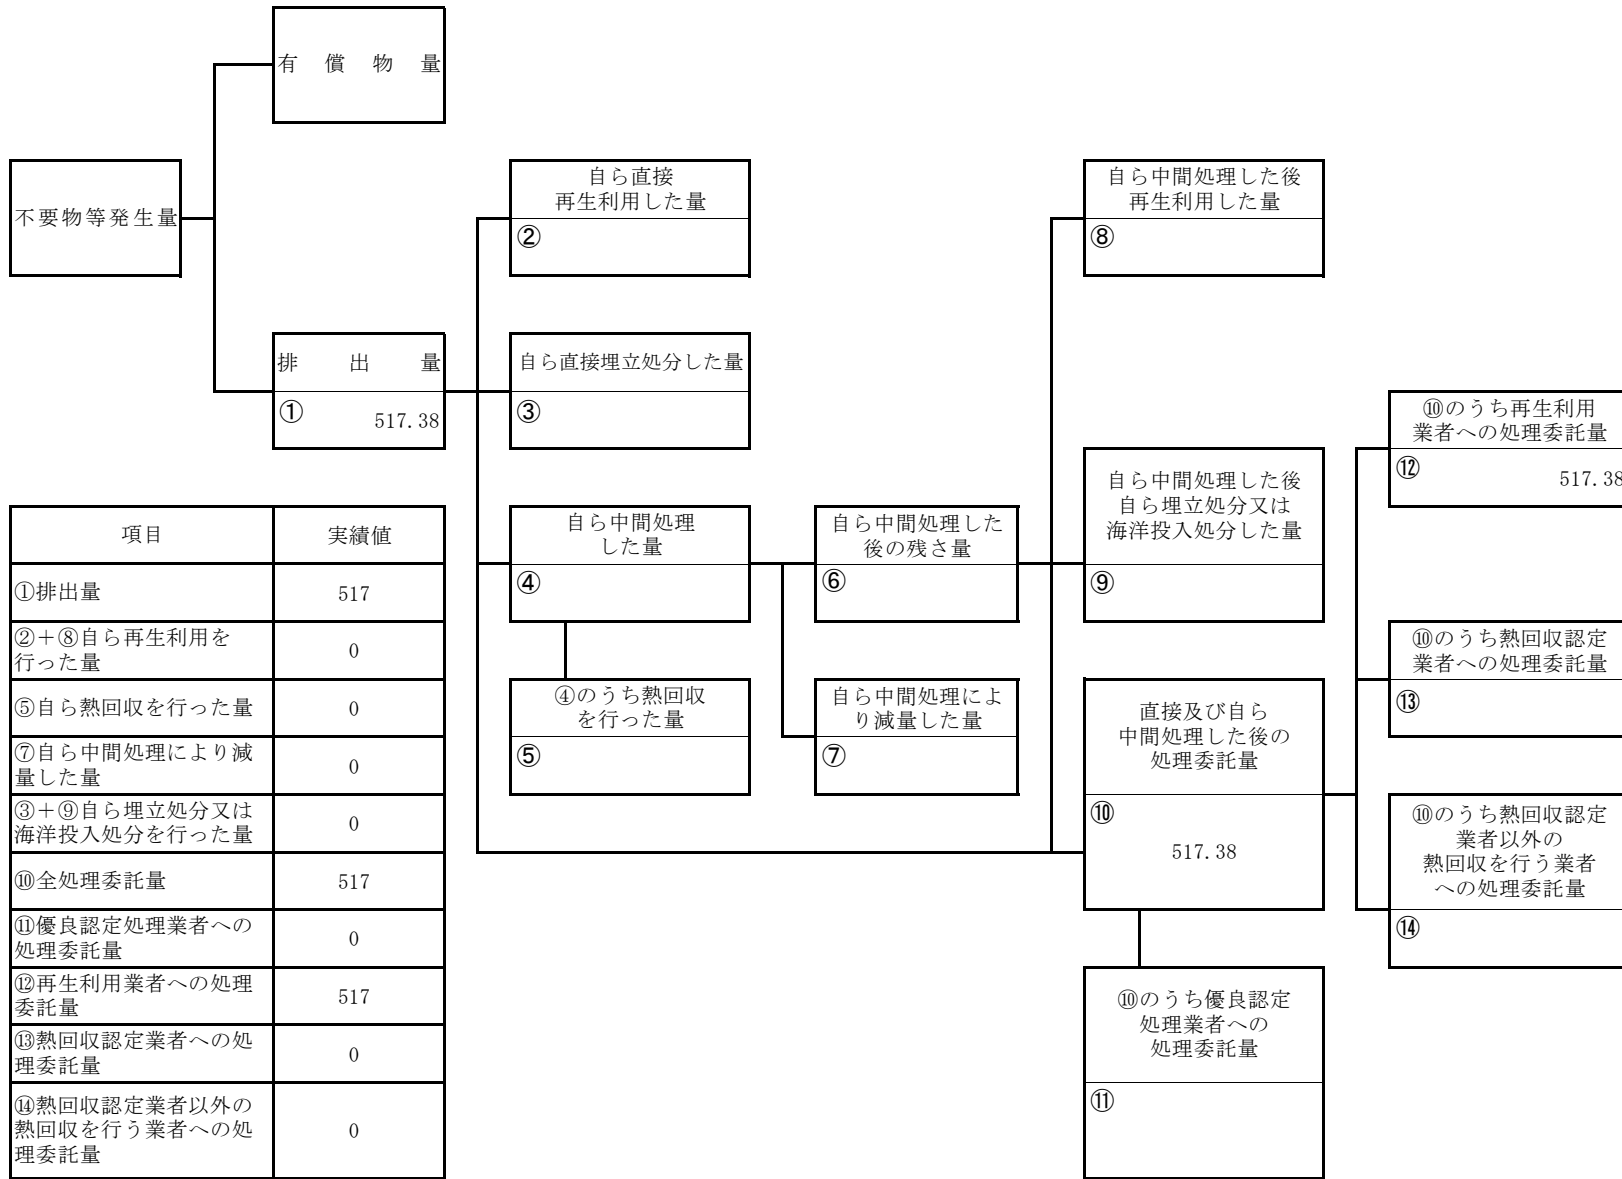 有償物量
不要物等発生量
自ら直接
再生利用した量
②
自ら中間処理した後
再生利用した量
⑧
排出量
① 517.38
自ら直接埋立処分した量
③
⑩のうち再生利用
業者への処理委託量
⑫ 517.38
自ら中間処理
した量
④
自ら中間処理した
後の残さ量
⑥
自ら中間処理した後
自ら埋立処分又は
海洋投入処分した量
⑨
⑩のうち熱回収認定
業者への処理委託量
⑬
④のうち熱回収
を行った量
⑤
自ら中間処理によ
り減量した量
⑦
直接及び自ら
中間処理した後の
処理委託量
⑩
517.38
⑩のうち熱回収認定
業者以外の
熱回収を行う業者
への処理委託量
⑭
⑩のうち優良認定
処理業者への
処理委託量
⑪
項目 実績値
①排出量 517
②+⑧自ら再生利用を
行った量 0
⑤自ら熱回収を行った量 0
⑦自ら中間処理により減
量した量 0
③+⑨自ら埋立処分又は
海洋投入処分を行った量 0
⑩全処理委託量 517
⑪優良認定処理業者への
処理委託量 0
⑫再生利用業者への処理
委託量 517
⑬熱回収認定業者への処
理委託量 0
⑭熱回収認定業者以外の
熱回収を行う業者への処
理委託量 0